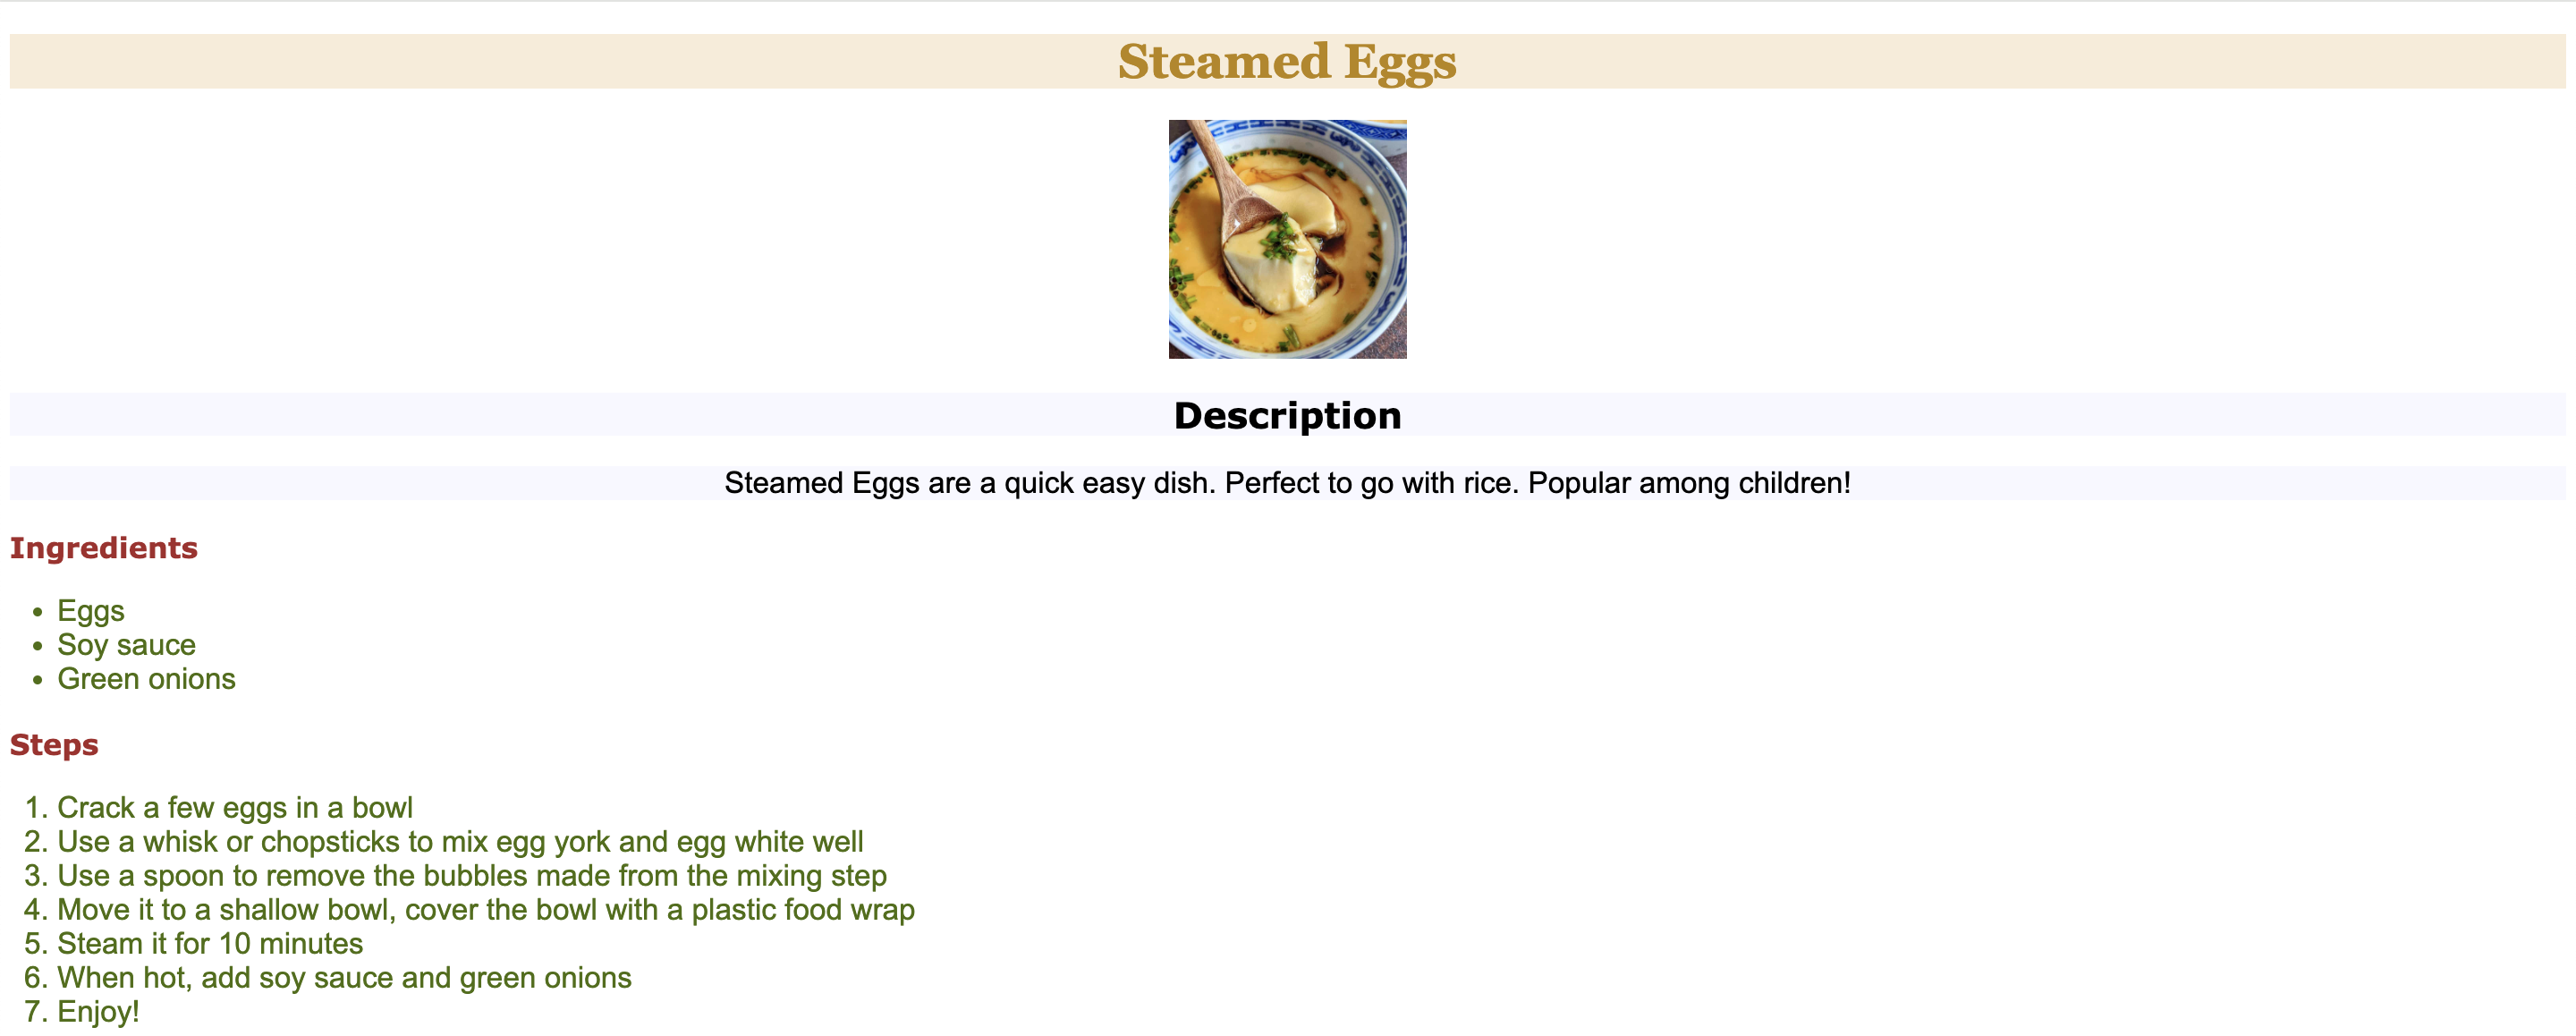 Steamed Eggs
Description
Steamed Eggs are a quick easy dish. Perfect to go with rice. Popular among children!
Ingredients
• Eggs
• Soy sauce
• Green onions
Steps
1. Crack a few eggs in a bowl
2. Use a whisk or chopsticks to mix egg york and egg white well
3. Use a spoon to remove the bubbles made from the mixing step
4. Move it to a shallow bowl, cover the bowl with a plastic food wrap
5. Steam it for 10 minutes
6. When hot, add soy sauce and green onions
7. Enjoy!